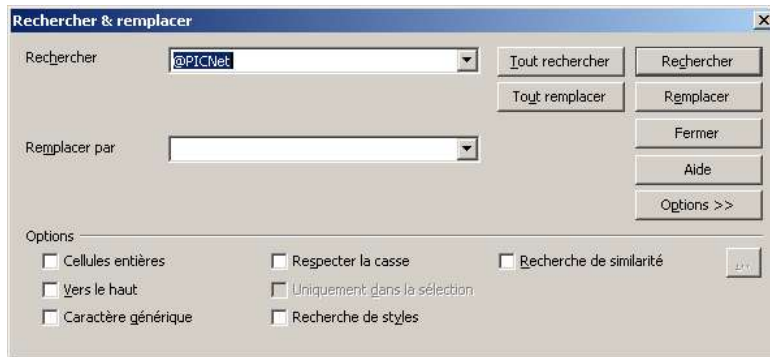 Rechercher & remplacer
Rechercher
@PICNet
Tout rechercher
Rechercher
Tout remplacer
Remplacer
Fermer
Remplacer par
Aide
Options >>
Options
Cellules entières
Respecter la casse
Recherche de similarité
...
Vers le haut
Uniquement dans la sélection
Caractère générique
Recherche de styles